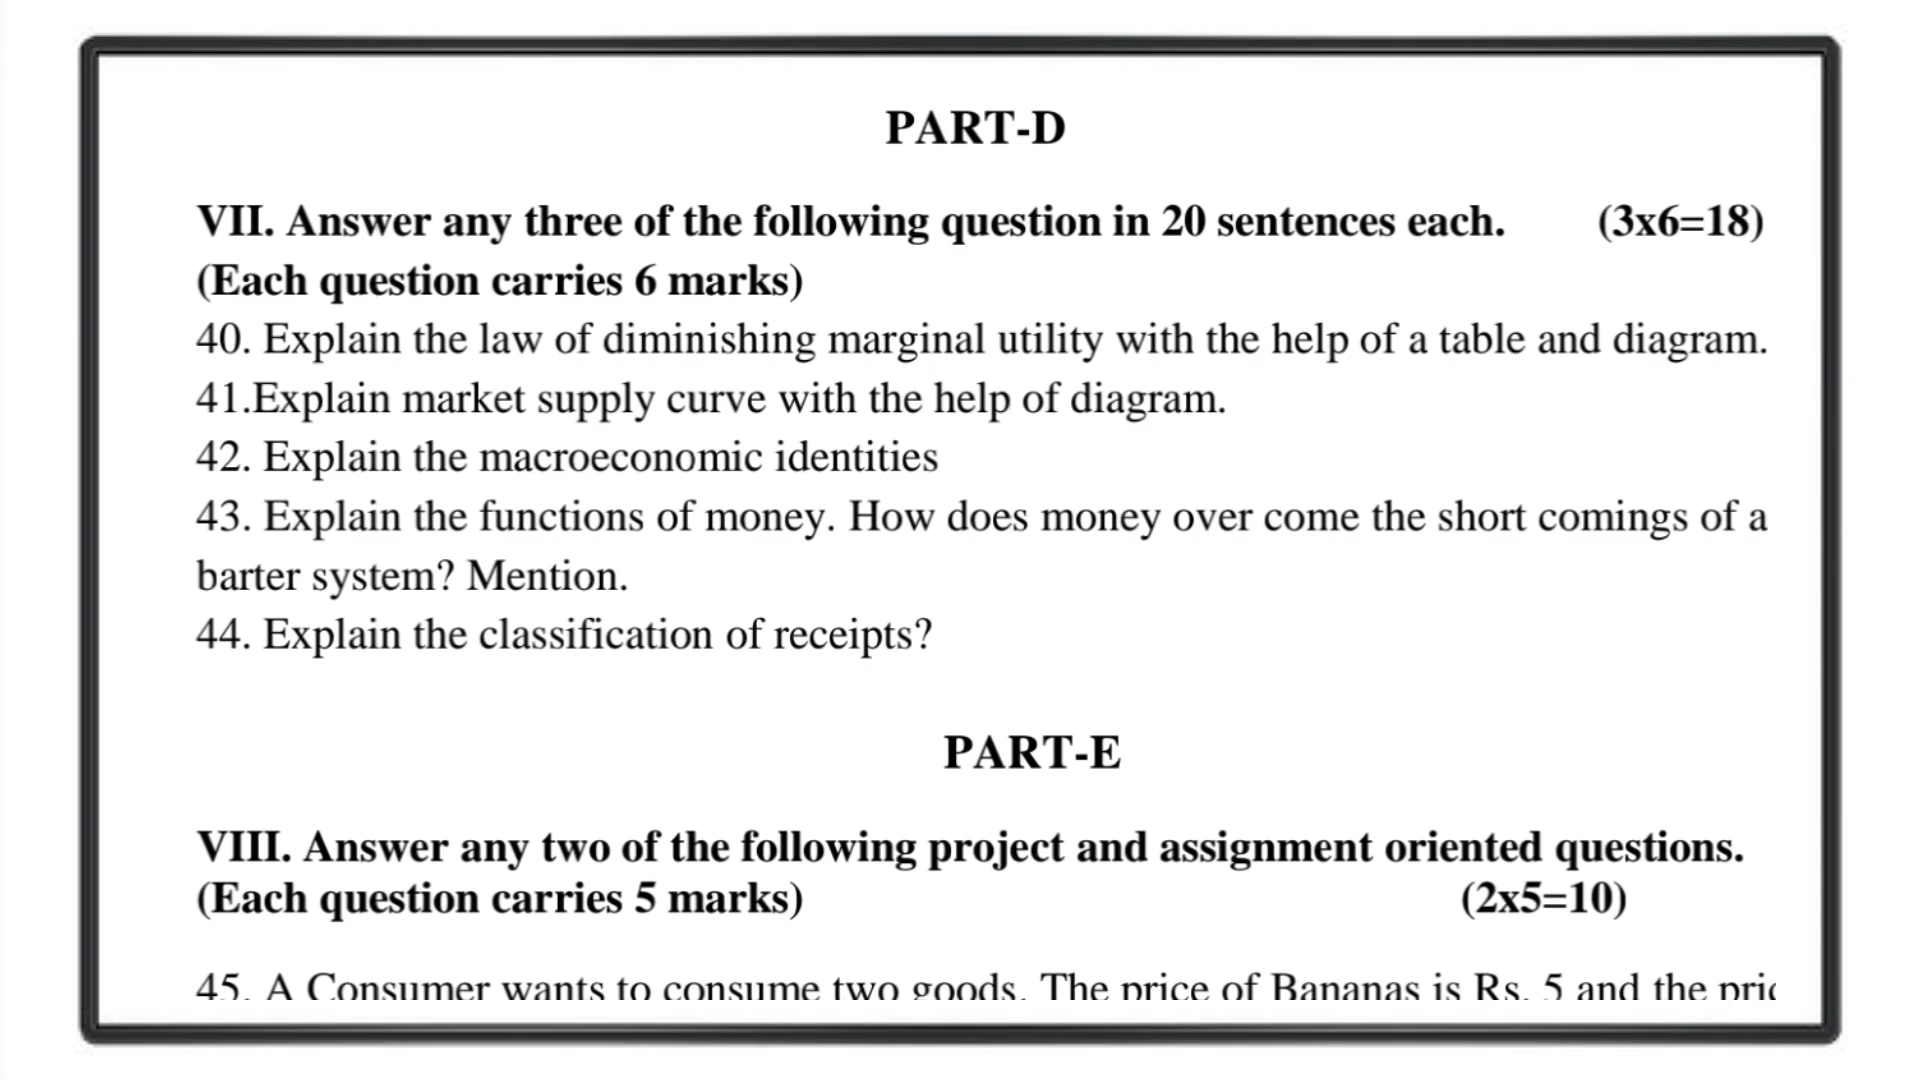 PART-D
VII. Answer any three of the following question in 20 sentences each. (3x6=18)
(Each question carries 6 marks)
40. Explain the law of diminishing marginal utility with the help of a table and diagram.
41.Explain market supply curve with the help of diagram.
42. Explain the macroeconomic identities
43. Explain the functions of money. How does money over come the short comings of a
barter system? Mention.
44. Explain the classification of receipts?
PART-E
VIII. Answer any two of the following project and assignment oriented questions.
(Each question carries 5 marks) (2x5=10)
45. A Consumer wants to consume two goods. The price of Bananas is Rs. 5 and the